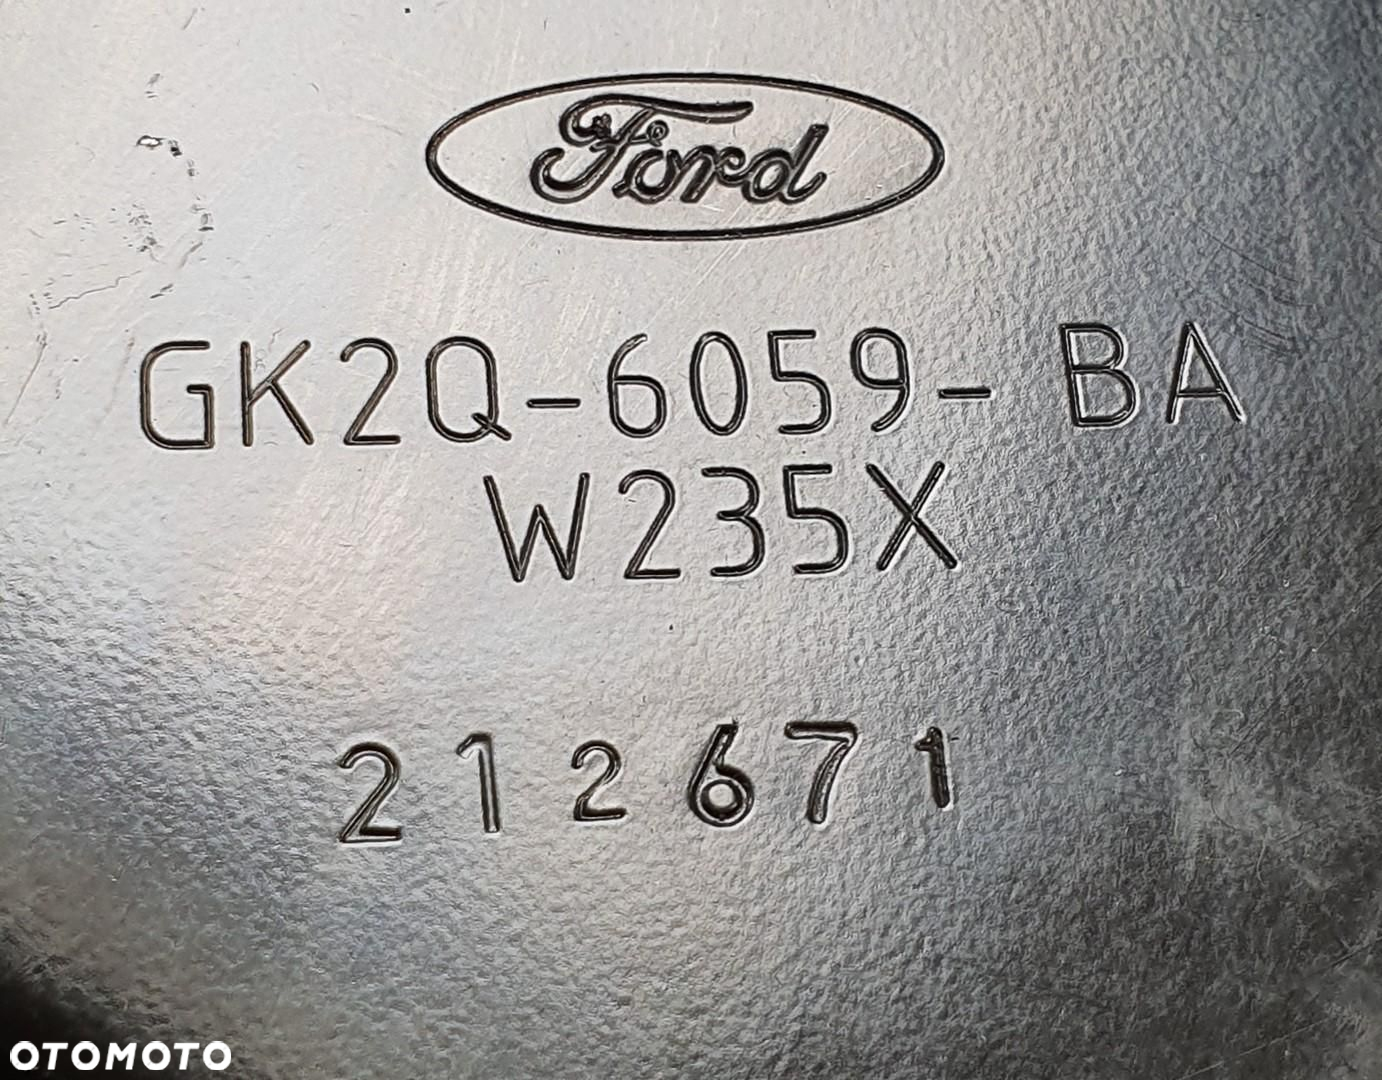 Ford
GK2Q-6059-BA
W235X
212671
OTOMOTO